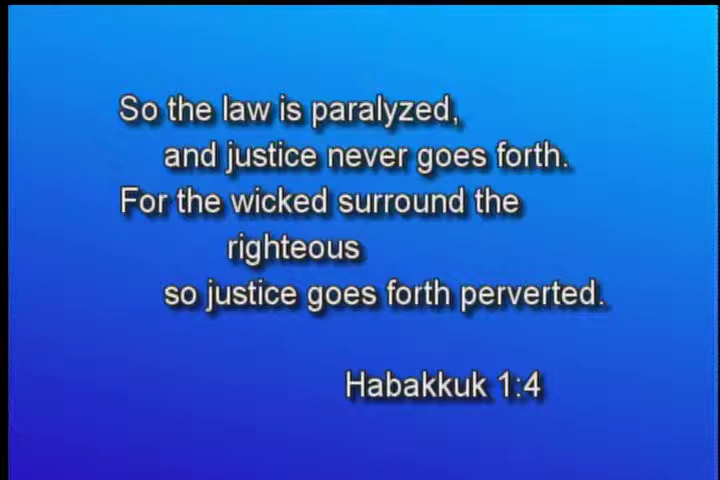 So the law is paralyzed,
and justice never goes forth.
For the wicked surround the
righteous
so justice goes forth perverted.
Habakkuk 1:4